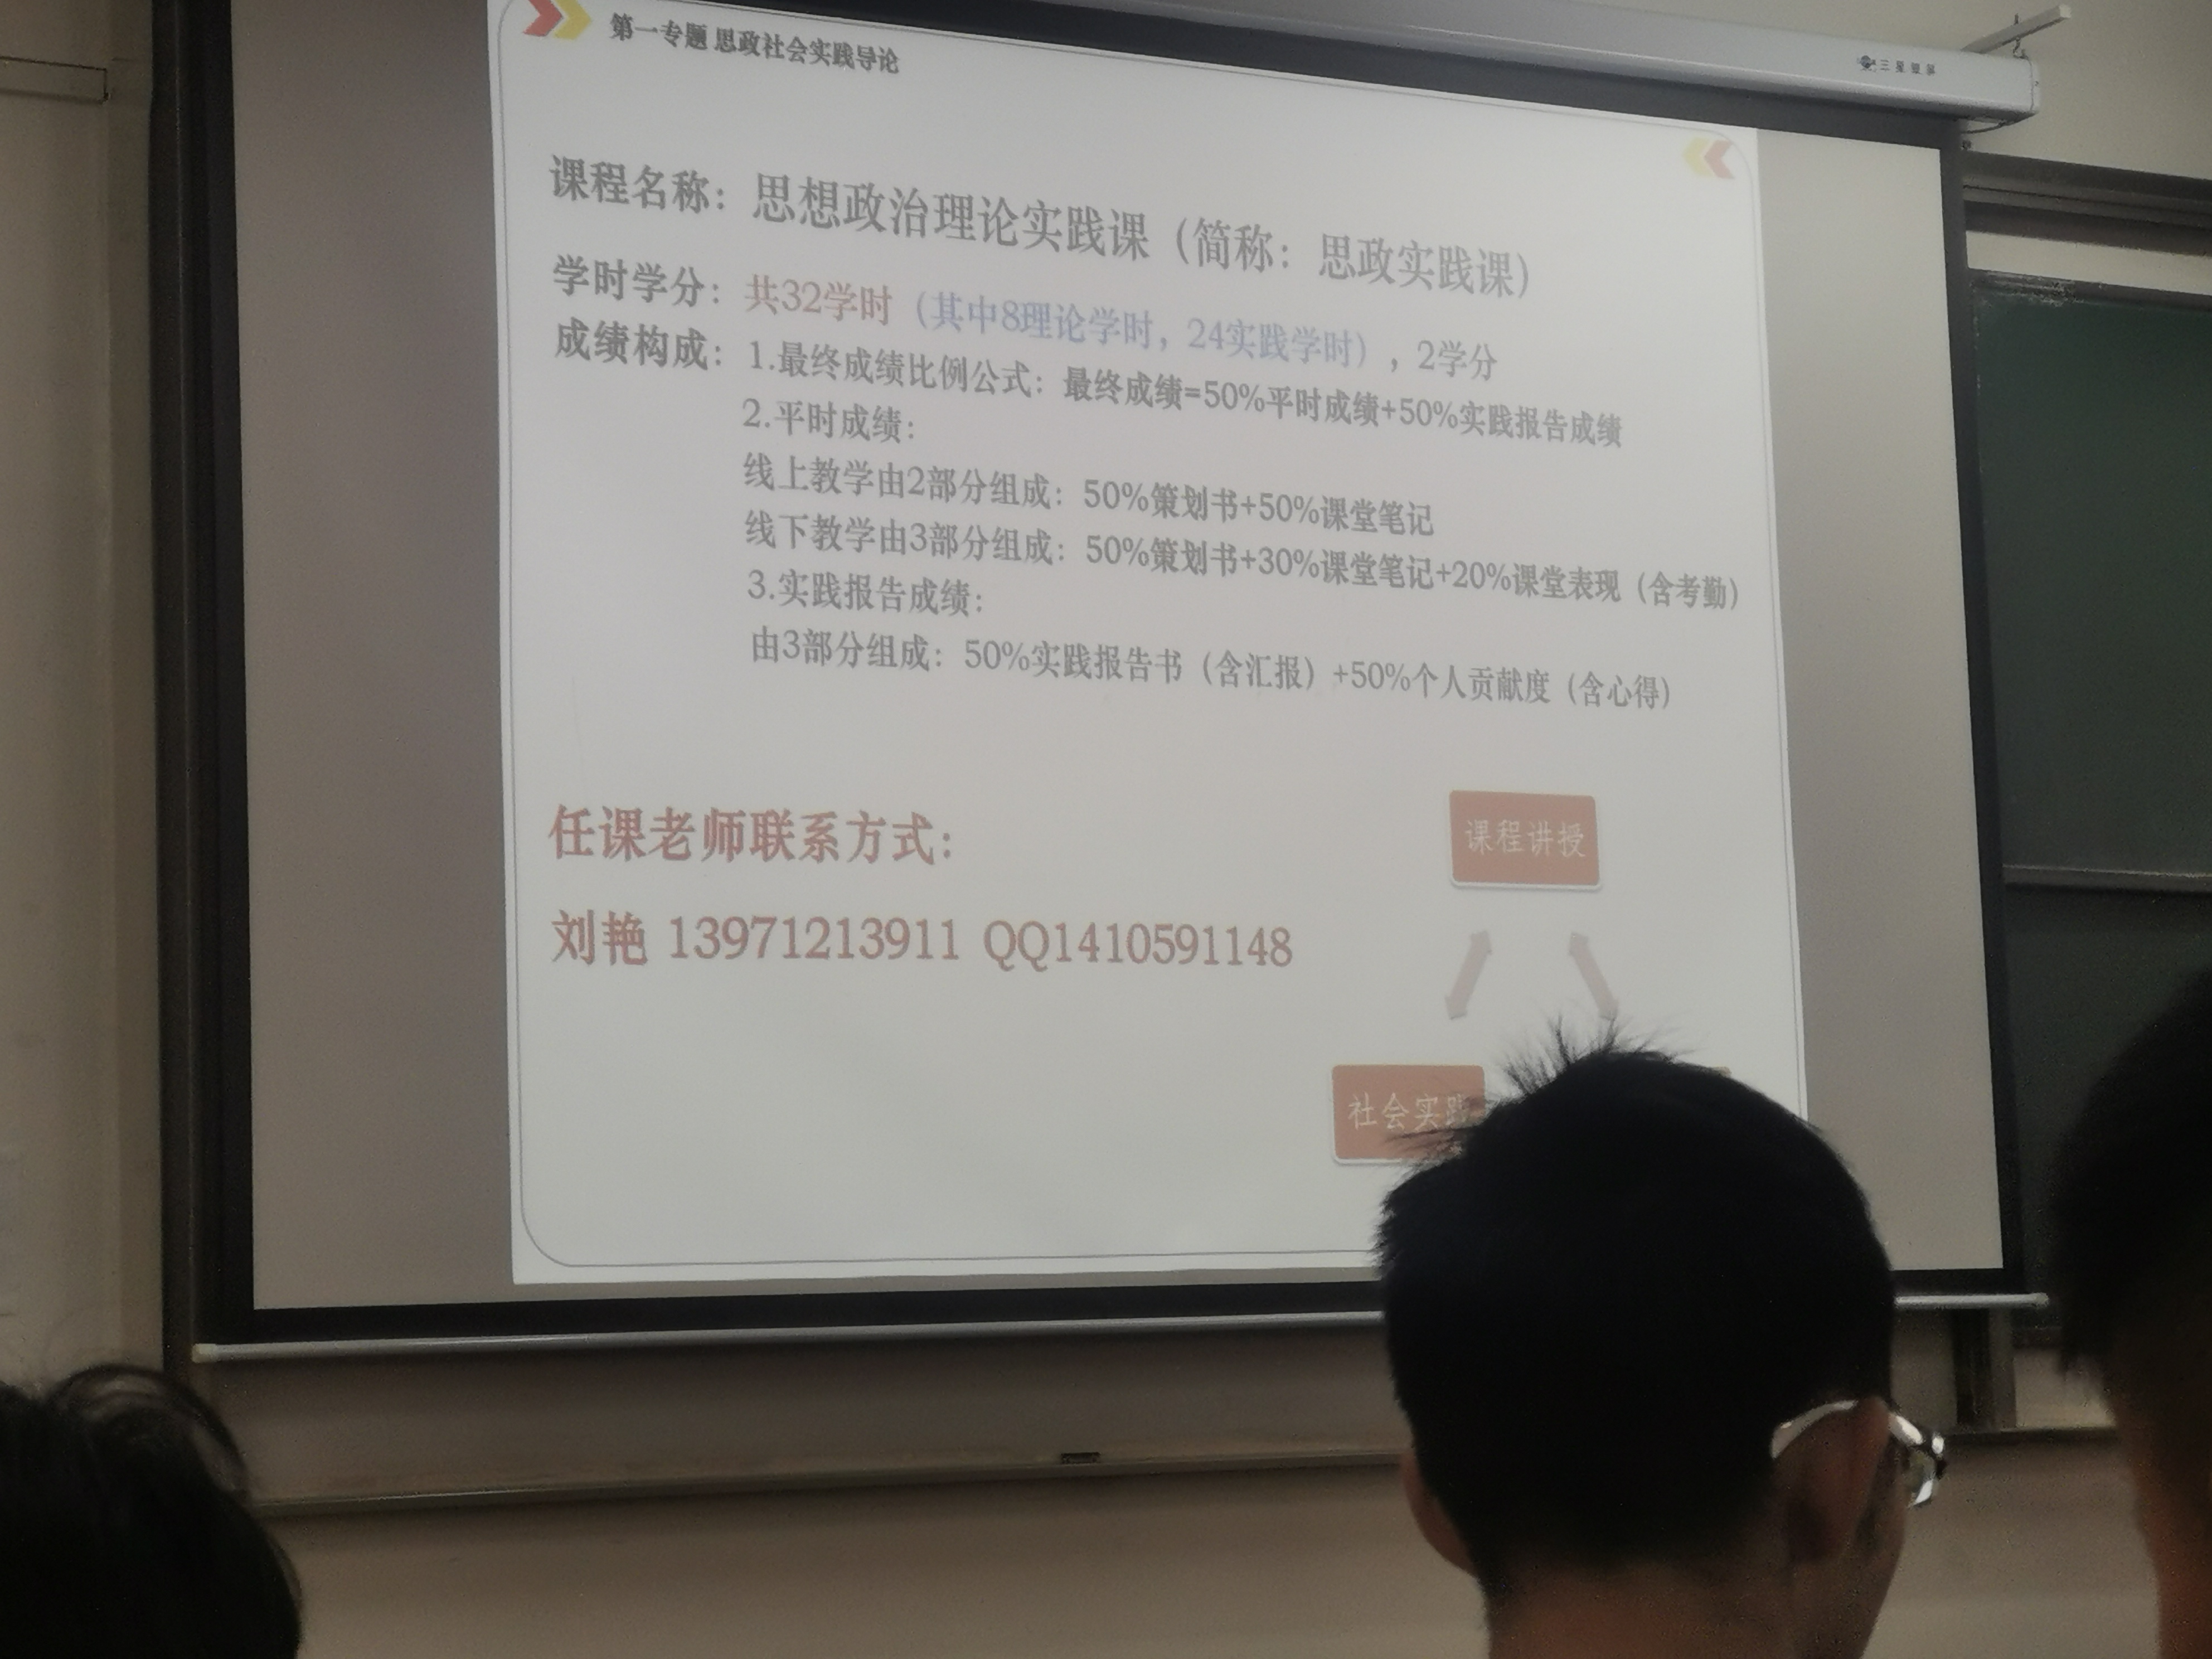 第一专题 思政社会实践导论
课程名称：思想政治理论实践课（简称：思政实践课）
学时学分：共32学时（其中8理论学时，24实践学时），2学分
成绩构成：1.最终成绩比例公式：最终成绩=50%平时成绩+50%实践报告成绩
2.平时成绩：
线上教学由2部分组成：50%策划书+50%课堂笔记
线下教学由3部分组成：50%策划书+30%课堂笔记+20%课堂表现（含考勤）
3.实践报告成绩：
由3部分组成：50%实践报告书（含汇报）+50%个人贡献度（含心得）
任课老师联系方式：
刘艳 13971213911 QQ1410591148
课程讲授
社会实践